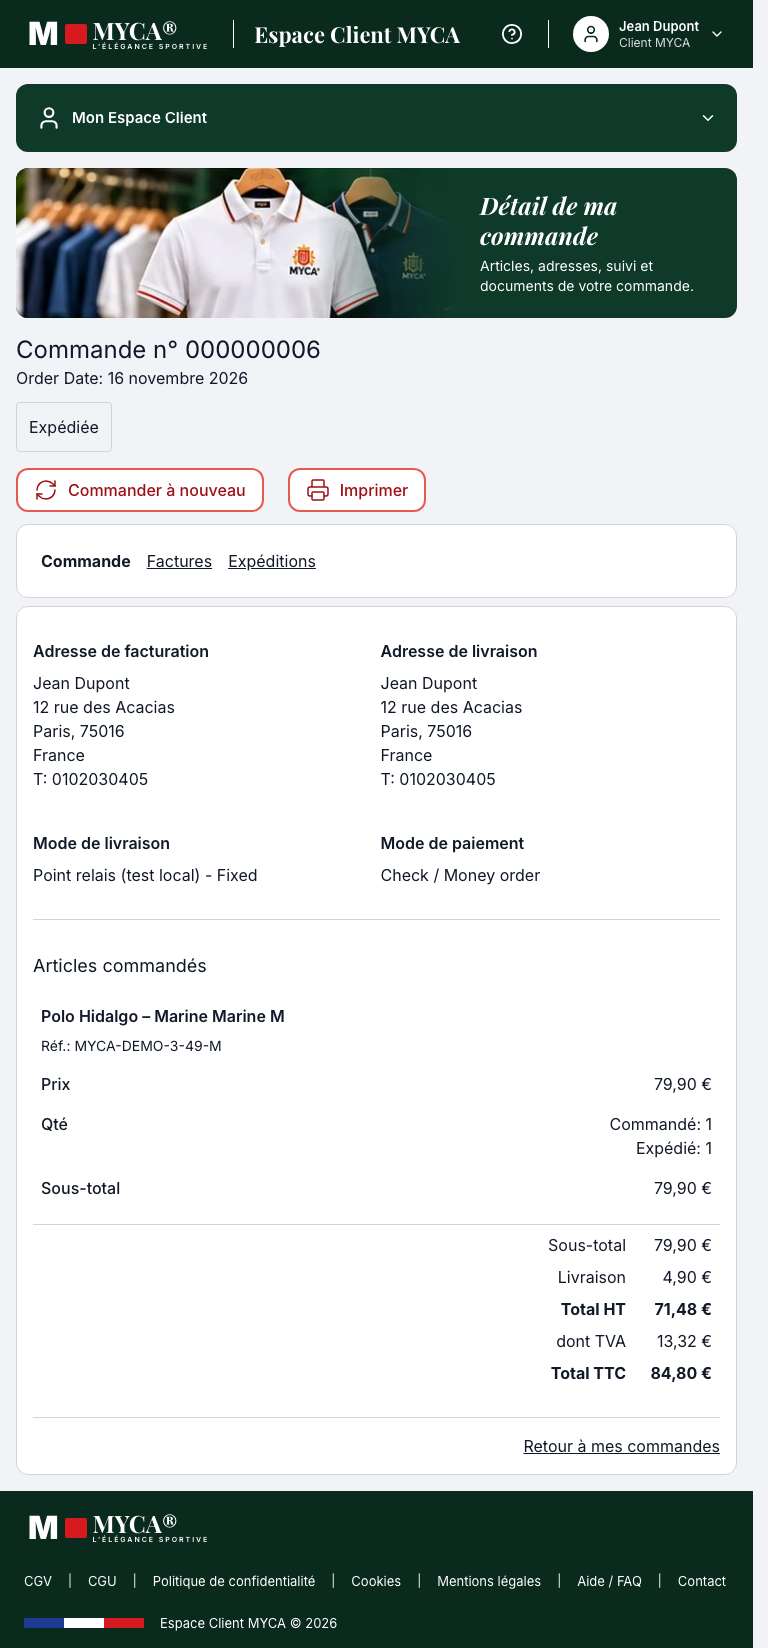 M MYCA®
L'ÉLÉGANCE SPORTIVE
Espace Client MYCA
Jean Dupont
Client MYCA
Mon Espace Client
MYCA
MYCA
Détail de ma
commande
Articles, adresses, suivi et
documents de votre commande.
Commande n° 000000006
Order Date: 16 novembre 2026
Expédiée
Commander à nouveau
Imprimer
Commande Factures Expéditions
Adresse de facturation
Jean Dupont
12 rue des Acacias
Paris, 75016
France
T: 0102030405
Adresse de livraison
Jean Dupont
12 rue des Acacias
Paris, 75016
France
T: 0102030405
Mode de livraison
Point relais (test local) - Fixed
Mode de paiement
Check / Money order
Articles commandés
Polo Hidalgo – Marine Marine M
Réf.: MYCA-DEMO-3-49-M
Prix 79,90 €
Qté Commandé: 1
Expédié: 1
Sous-total 79,90 €
Sous-total 79,90 €
Livraison 4,90 €
Total HT 71,48 €
dont TVA 13,32 €
Total TTC 84,80 €
Retour à mes commandes
M MYCA®
L'ÉLÉGANCE SPORTIVE
CGV | CGU | Politique de confidentialité | Cookies | Mentions légales | Aide / FAQ | Contact
Espace Client MYCA © 2026